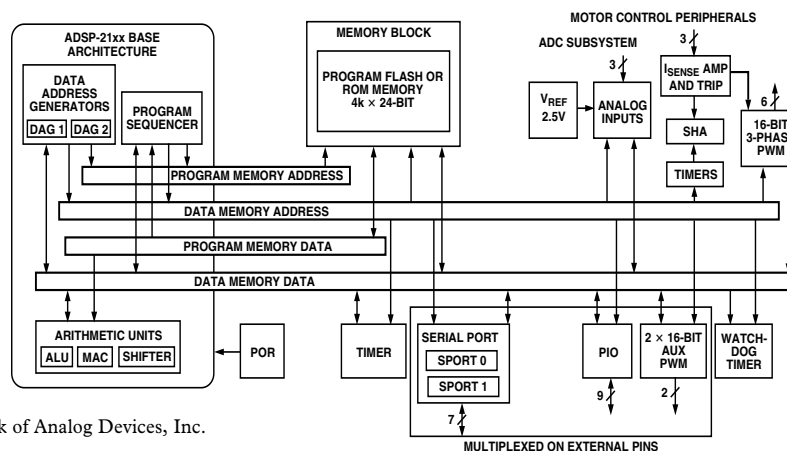 ADSP-21xx BASE
ARCHITECTURE
DATA
ADDRESS
GENERATORS
DAG 1 DAG 2
PROGRAM
SEQUENCER
MEMORY BLOCK
PROGRAM FLASH OR
ROM MEMORY
4k × 24-BIT
MOTOR CONTROL PERIPHERALS
ADC SUBSYSTEM
3
VREF
2.5V
ANALOG
INPUTS
3
ISENSE AMP
AND TRIP
SHA
TIMERS
6
16-BIT
3-PHASE
PWM
PROGRAM MEMORY ADDRESS
DATA MEMORY ADDRESS
PROGRAM MEMORY DATA
DATA MEMORY DATA
ARITHMETIC UNITS
ALU MAC SHIFTER
POR
TIMER
SERIAL PORT
SPORT 0
SPORT 1
7
PIO
9
2 × 16-BIT
AUX
PWM
2
WATCH-
DOG
TIMER
MULTIPLEXED ON EXTERNAL PINS
k of Analog Devices, Inc.